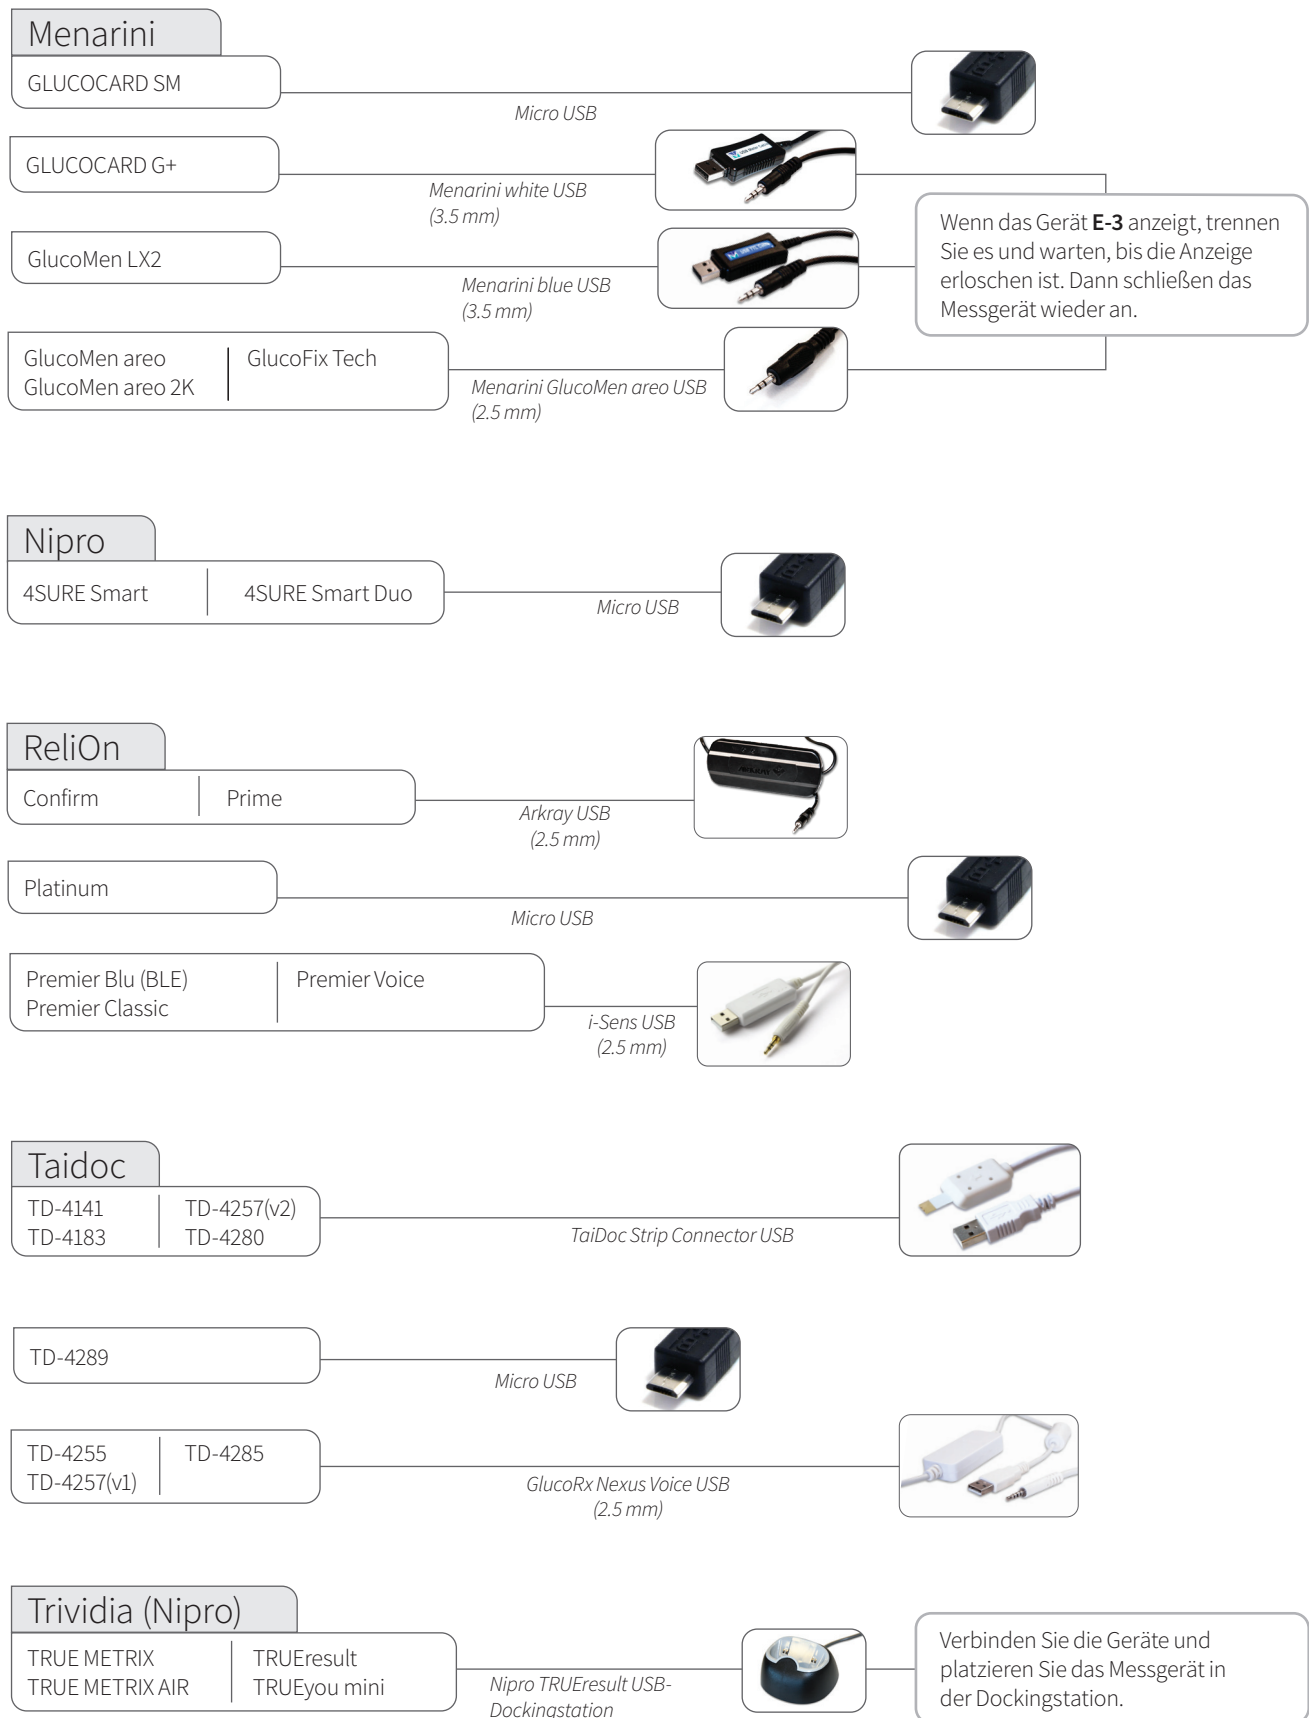 Menarini
GLUCOCARD SM
Micro USB
GLUCOCARD G+
Menarini white USB
(3.5 mm)
GlucoMen LX2
Menarini blue USB
(3.5 mm)
Wenn das Gerät E-3 anzeigt, trennen
Sie es und warten, bis die Anzeige
erloschen ist. Dann schließen das
Messgerät wieder an.
GlucoMen areo
GlucoMen areo 2K
GlucoFix Tech
Menarini GlucoMen areo USB
(2.5 mm)
Nipro
4SURE Smart
4SURE Smart Duo
Micro USB
ReliOn
Confirm
Prime
Arkray USB
(2.5 mm)
Platinum
Micro USB
Premier Blu (BLE)
Premier Classic
Premier Voice
i-Sens USB
(2.5 mm)
Taidoc
TD-4141
TD-4183
TD-4257(v2)
TD-4280
TaiDoc Strip Connector USB
TD-4289
Micro USB
TD-4255
TD-4257(v1)
TD-4285
GlucoRx Nexus Voice USB
(2.5 mm)
Trividia (Nipro)
TRUE METRIX
TRUE METRIX AIR
TRUEresult
TRUEyou mini
Nipro TRUEresult USB-
Dockingstation
Verbinden Sie die Geräte und
platzieren Sie das Messgerät in
der Dockingstation.